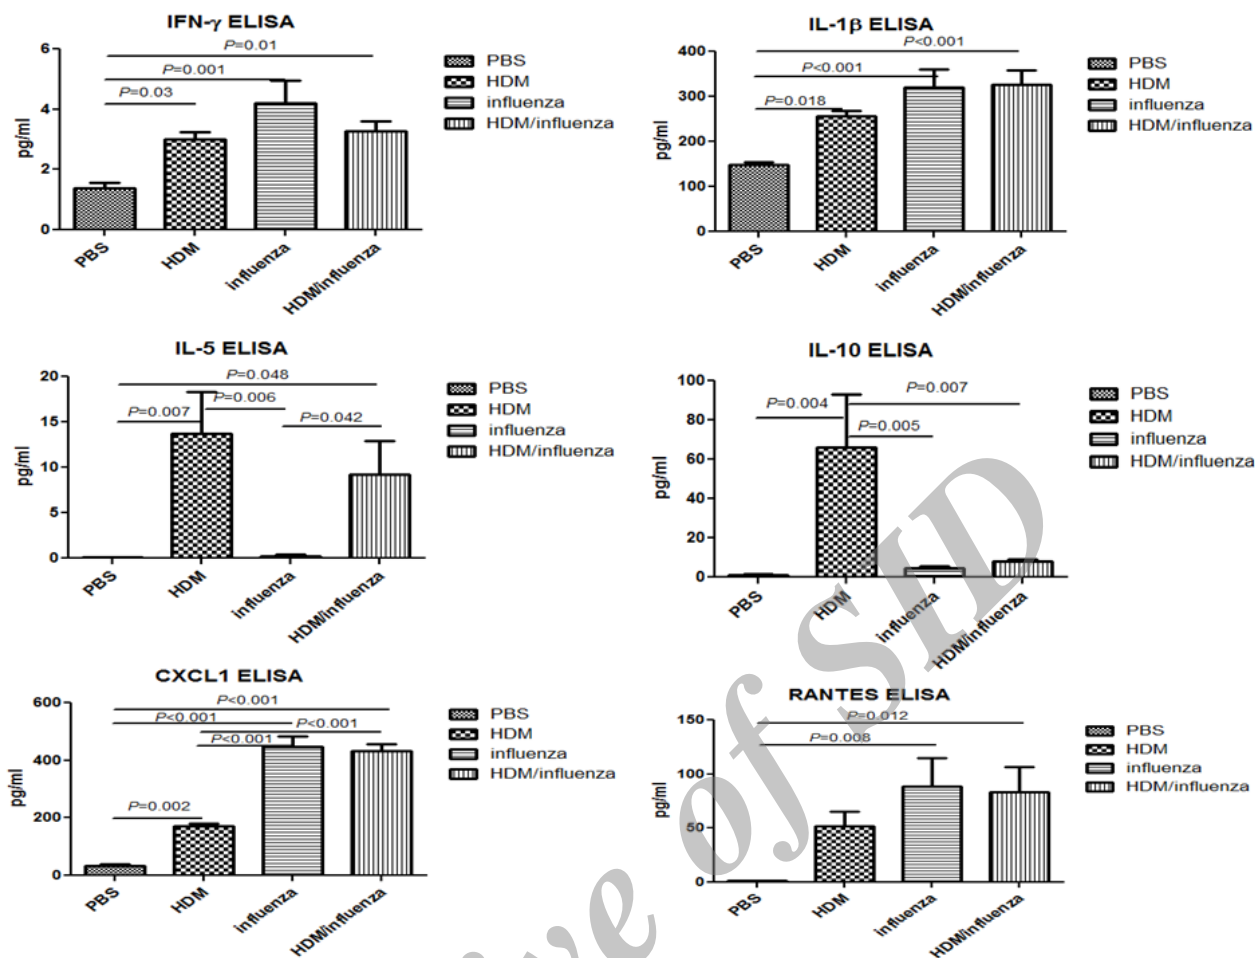 IFN-γ ELISA
P=0.01
P=0.001
P=0.03
pg/ml
6
4
2
0
PBS
HDM
influenza
HDM/influenza
PBS
HDM
influenza
HDM/influenza
IL-1β ELISA
P<0.001
P<0.001
P=0.018
pg/ml
400
300
200
100
0
PBS
HDM
influenza
HDM/influenza
PBS
HDM
influenza
HDM/influenza
IL-5 ELISA
P=0.048
P=0.006
P=0.007
P=0.042
pg/ml
20
15
10
5
0
PBS
HDM
influenza
HDM/influenza
PBS
HDM
influenza
HDM/influenza
IL-10 ELISA
P=0.007
P=0.004
P=0.005
pg/ml
100
80
60
40
20
0
PBS
HDM
influenza
HDM/influenza
PBS
HDM
influenza
HDM/influenza
CXCL1 ELISA
P<0.001
P<0.001
P<0.001
P<0.001
P=0.002
pg/ml
600
400
200
0
PBS
HDM
influenza
HDM/influenza
PBS
HDM
influenza
HDM/influenza
RANTES ELISA
P=0.012
P=0.008
pg/ml
150
100
50
0
PBS
HDM
influenza
HDM/influenza
PBS
HDM
influenza
HDM/influenza
ive of SID